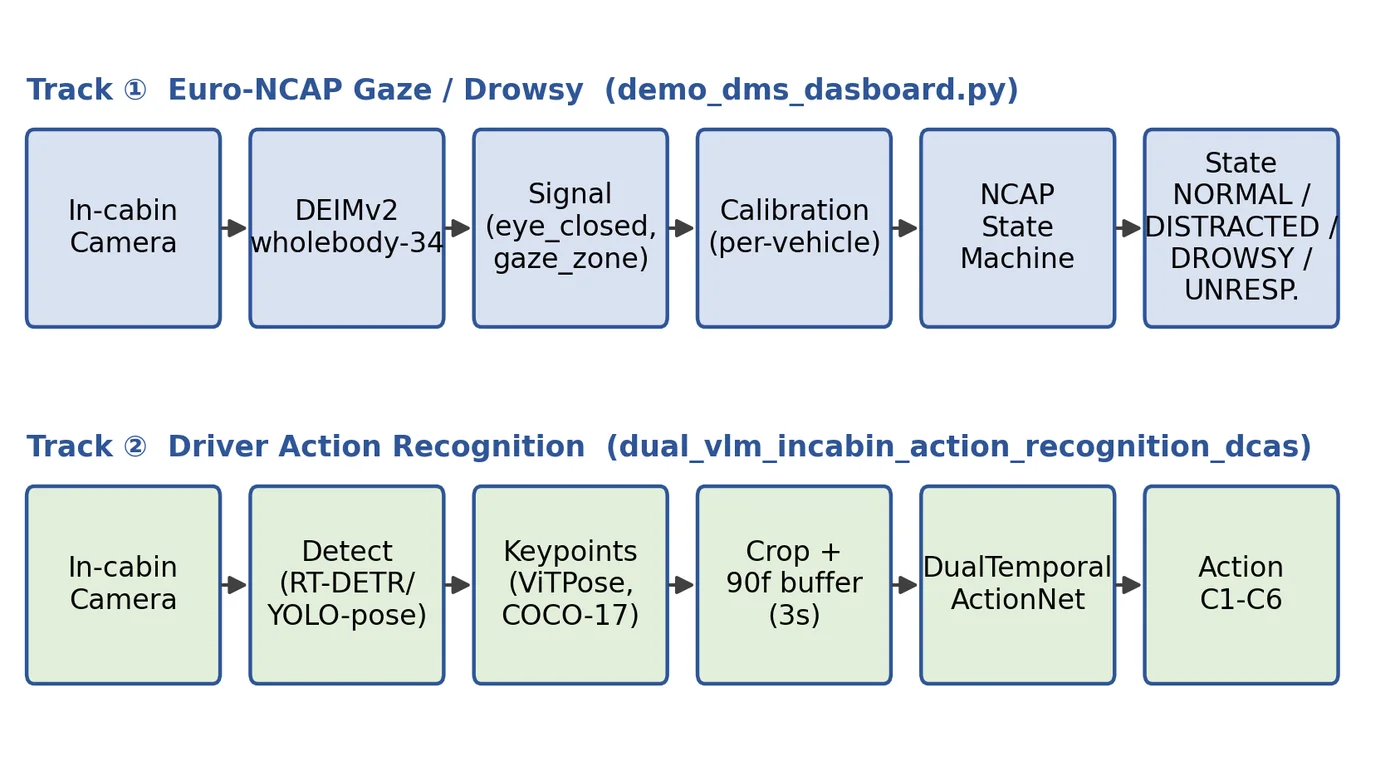 Track ① Euro-NCAP Gaze / Drowsy (demo_dms_dasboard.py)
In-cabin
Camera
DEIMv2
wholebody-34
Signal
(eye_closed,
gaze_zone)
Calibration
(per-vehicle)
NCAP
State
Machine
State
NORMAL /
DISTRACTED /
DROWSY /
UNRESP.
Track ② Driver Action Recognition (dual_vlm_incabin_action_recognition_dcas)
In-cabin
Camera
Detect
(RT-DETR/
YOLO-pose)
Keypoints
(ViTPose,
COCO-17)
Crop +
90f buffer
(3s)
DualTemporal
ActionNet
Action
C1-C6